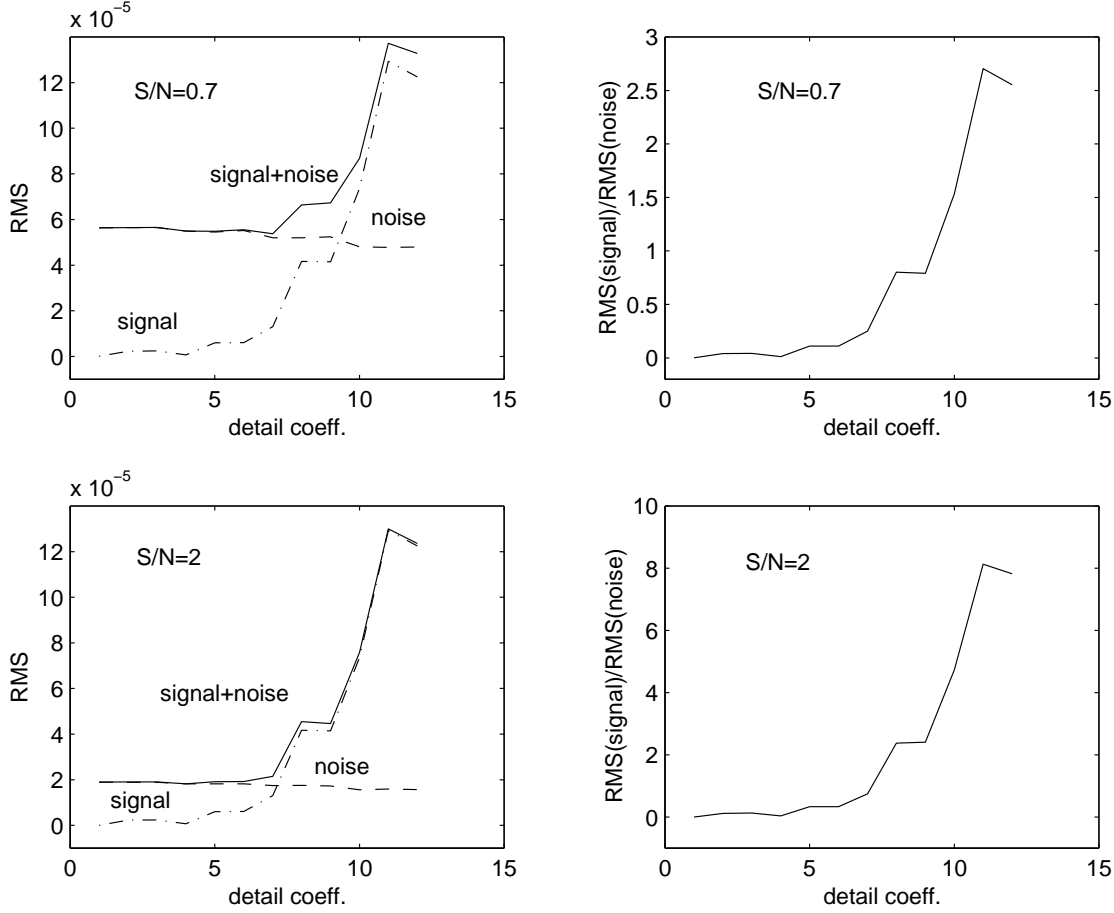 x 10−5
S/N=0.7
signal+noise
noise
signal
RMS
12
10
8
6
4
2
0
0
5
10
15
detail coeff.
S/N=0.7
RMS(signal)/RMS(noise)
3
2.5
2
1.5
1
0.5
0
0
5
10
15
detail coeff.
x 10−5
S/N=2
signal+noise
noise
signal
RMS
12
10
8
6
4
2
0
0
5
10
15
detail coeff.
S/N=2
RMS(signal)/RMS(noise)
10
8
6
4
2
0
0
5
10
15
detail coeff.